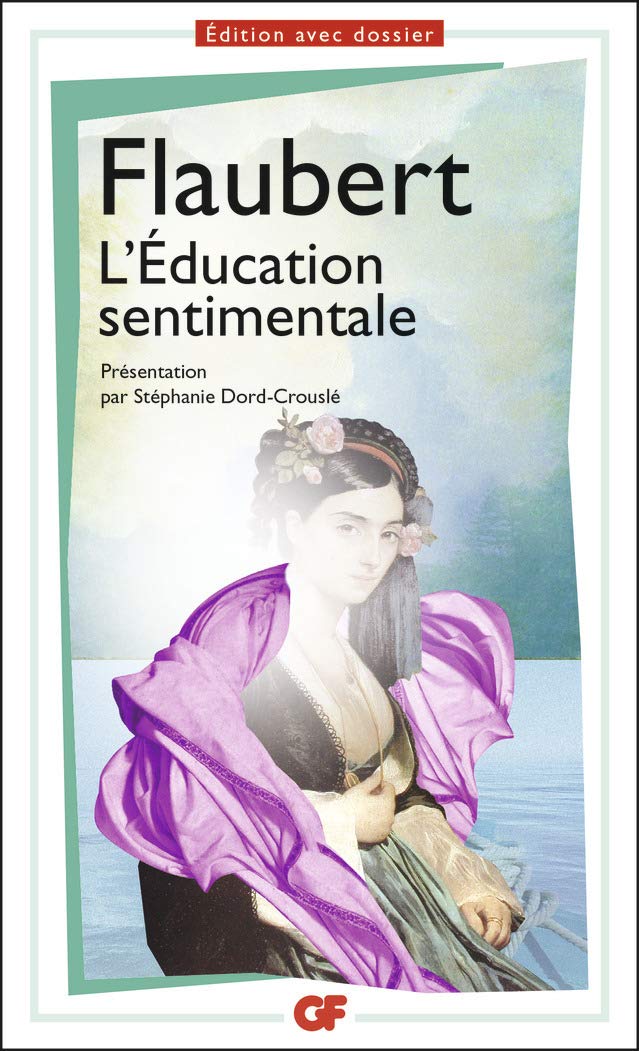 Édition avec dossier
Flaubert
L'Éducation
sentimentale
Présentation
par Stéphanie Dord-Crouslé
GF